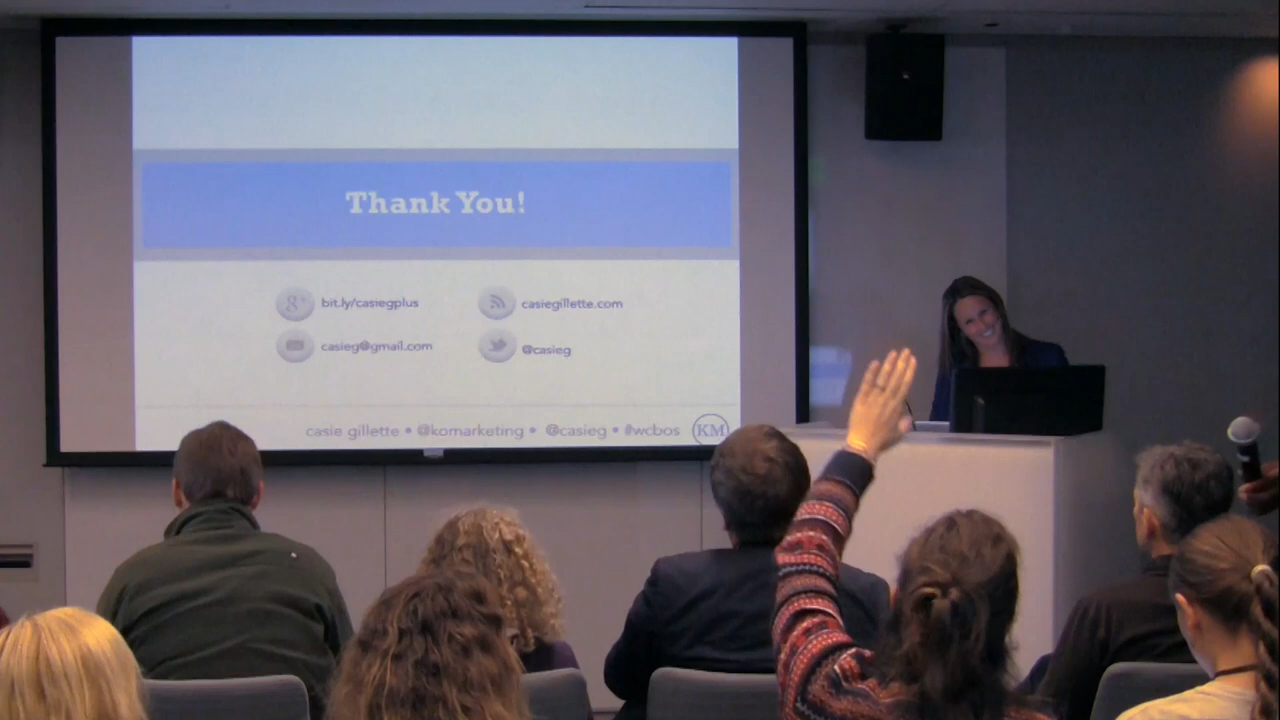 Thank You!
bit.ly/casiegplus
casiegillette.com
casieg@gmail.com
@casieg
casie gillette • @komarketing • @casieg • #wcbos
KM